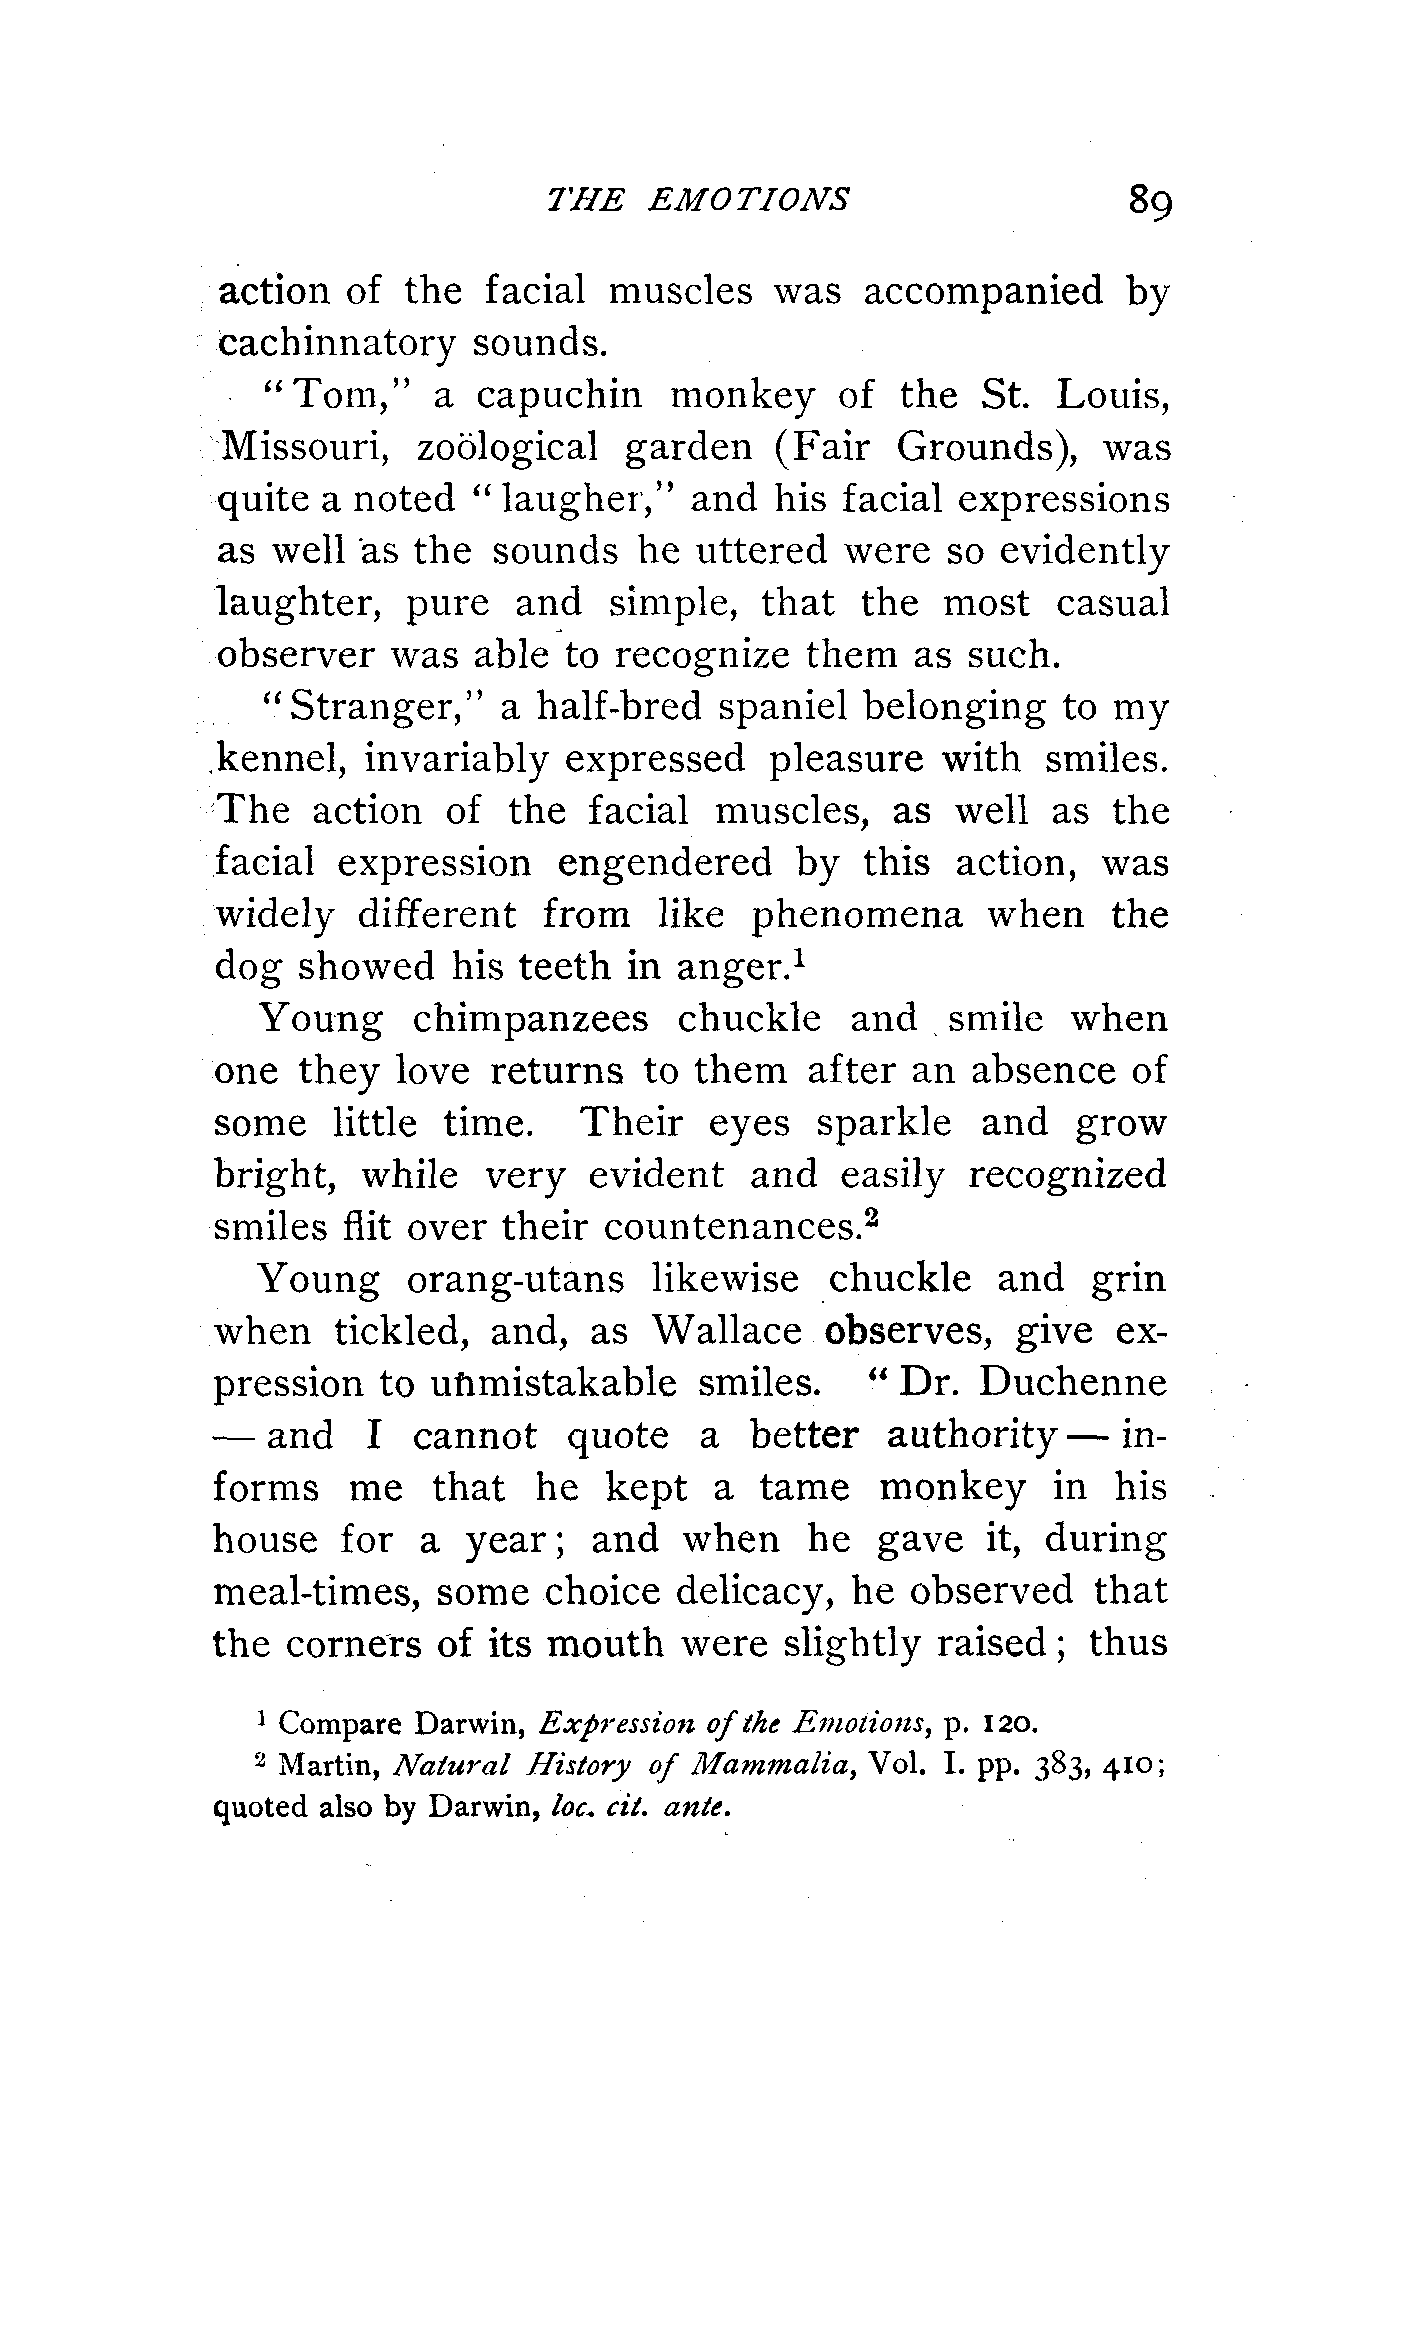 THE EMOTIONS 89
action of the facial muscles was accompanied by
cachinnatory sounds.
"Tom," a capuchin monkey of the St. Louis,
Missouri, zoölogical garden (Fair Grounds), was
quite a noted "laugher," and his facial expressions
as well as the sounds he uttered were so evidently
laughter, pure and simple, that the most casual
observer was able to recognize them as such.
"Stranger," a half-bred spaniel belonging to my
kennel, invariably expressed pleasure with smiles.
The action of the facial muscles, as well as the
facial expression engendered by this action, was
widely different from like phenomena when the
dog showed his teeth in anger.¹
Young chimpanzees chuckle and smile when
one they love returns to them after an absence of
some little time. Their eyes sparkle and grow
bright, while very evident and easily recognized
smiles flit over their countenances.²
Young orang-utans likewise chuckle and grin
when tickled, and, as Wallace observes, give ex-
pression to unmistakable smiles. "Dr. Duchenne
— and I cannot quote a better authority — in-
forms me that he kept a tame monkey in his
house for a year; and when he gave it, during
meal-times, some choice delicacy, he observed that
the corners of its mouth were slightly raised; thus
¹ Compare Darwin, Expression of the Emotions, p. 120.
² Martin, Natural History of Mammalia, Vol. I. pp. 383, 410;
quoted also by Darwin, loc. cit. ante.